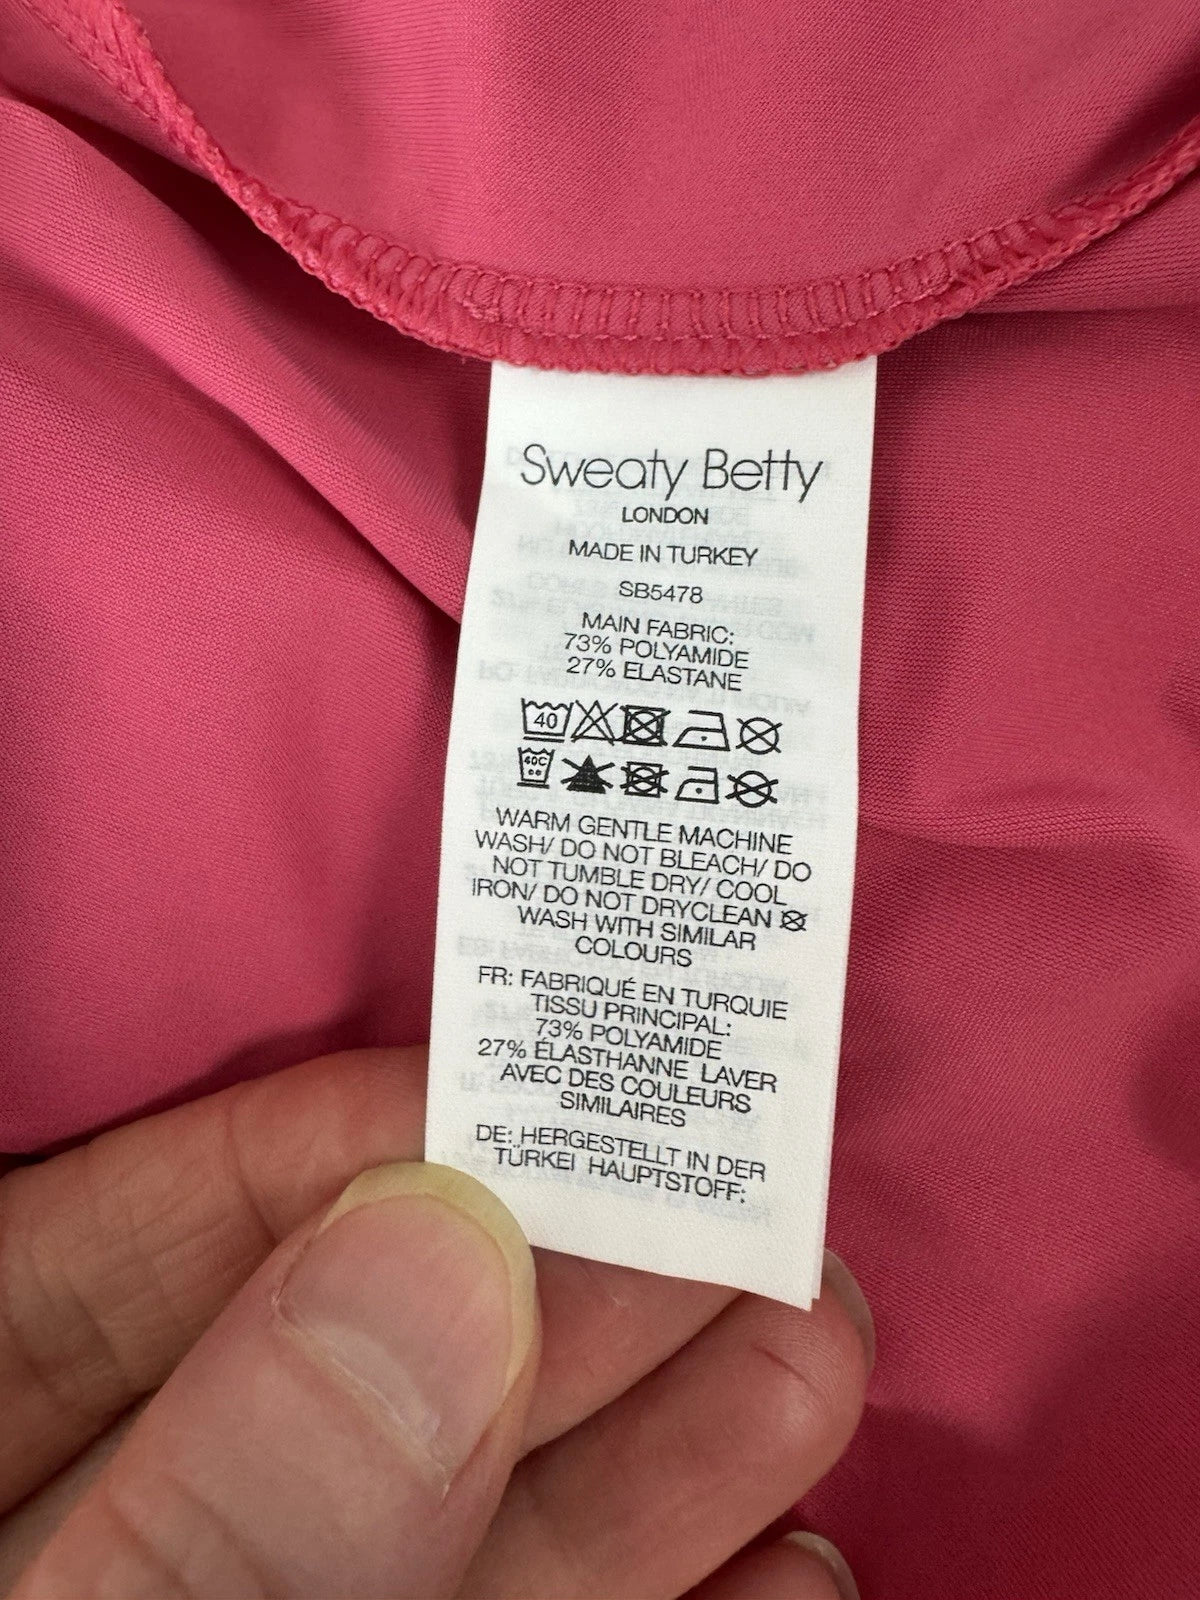 Sweaty Betty
LONDON
MADE IN TURKEY
SB5478
MAIN FABRIC:
73% POLYAMIDE
27% ELASTANE
40
40C
WARM GENTLE MACHINE
WASH/ DO NOT BLEACH/ DO
NOT TUMBLE DRY/ COOL
IRON/ DO NOT DRYCLEAN
WASH WITH SIMILAR
COLOURS
FR: FABRIQUÉ EN TURQUIE
TISSU PRINCIPAL:
73% POLYAMIDE
27% ÉLASTHANNE LAVER
AVEC DES COULEURS
SIMILAIRES
DE: HERGESTELLT IN DER
TÜRKEI HAUPTSTOFF: